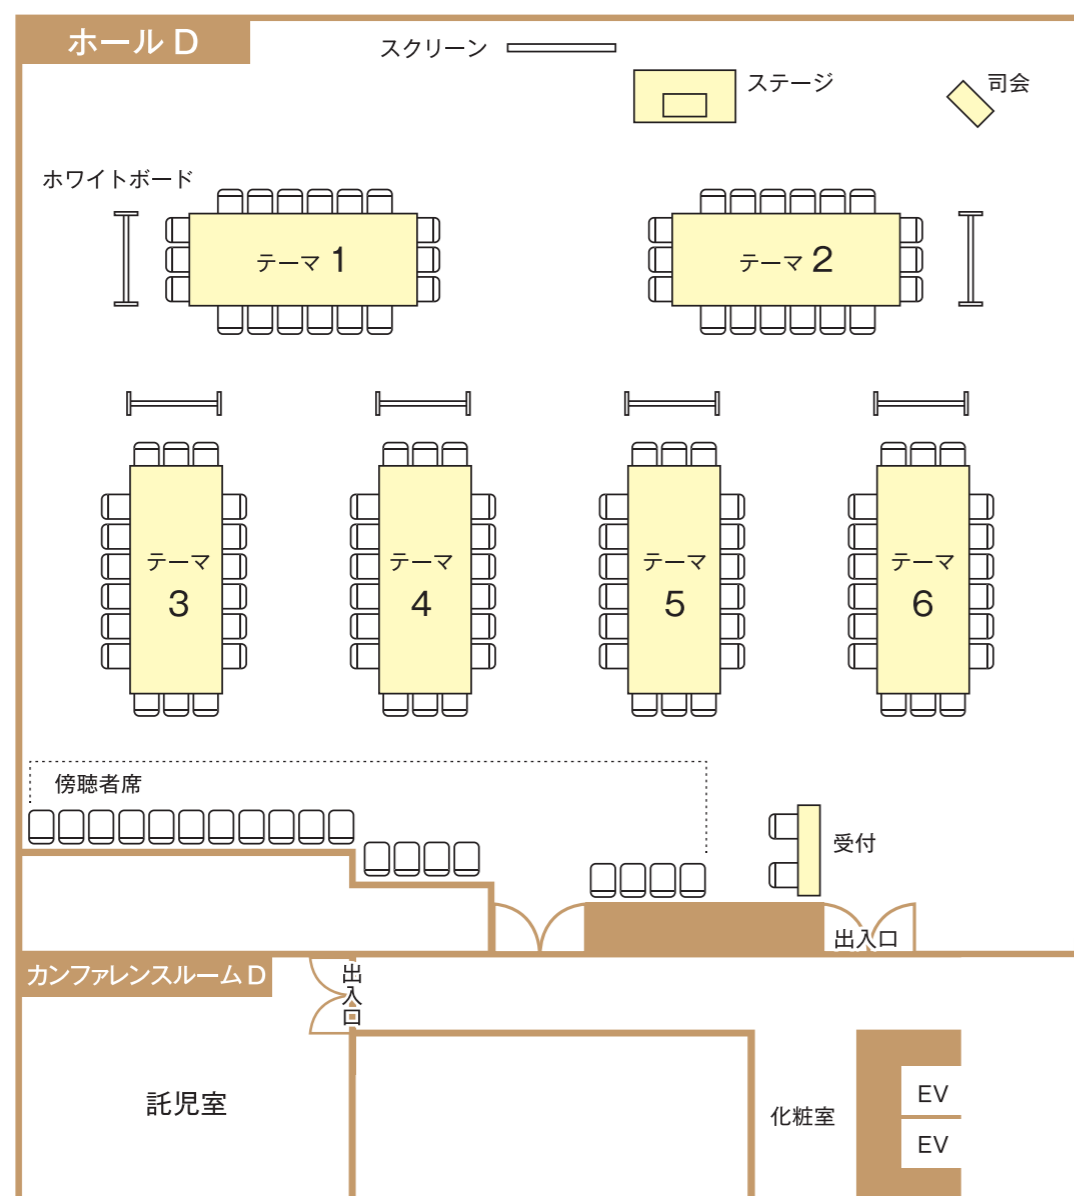 ホール D
スクリーン
ステージ
司会
ホワイトボード
テーマ 1
テーマ 2
テーマ
3
テーマ
4
テーマ
5
テーマ
6
傍聴者席
受付
出入口
カンファレンスルーム D
出入口
託児室
化粧室
EV
EV